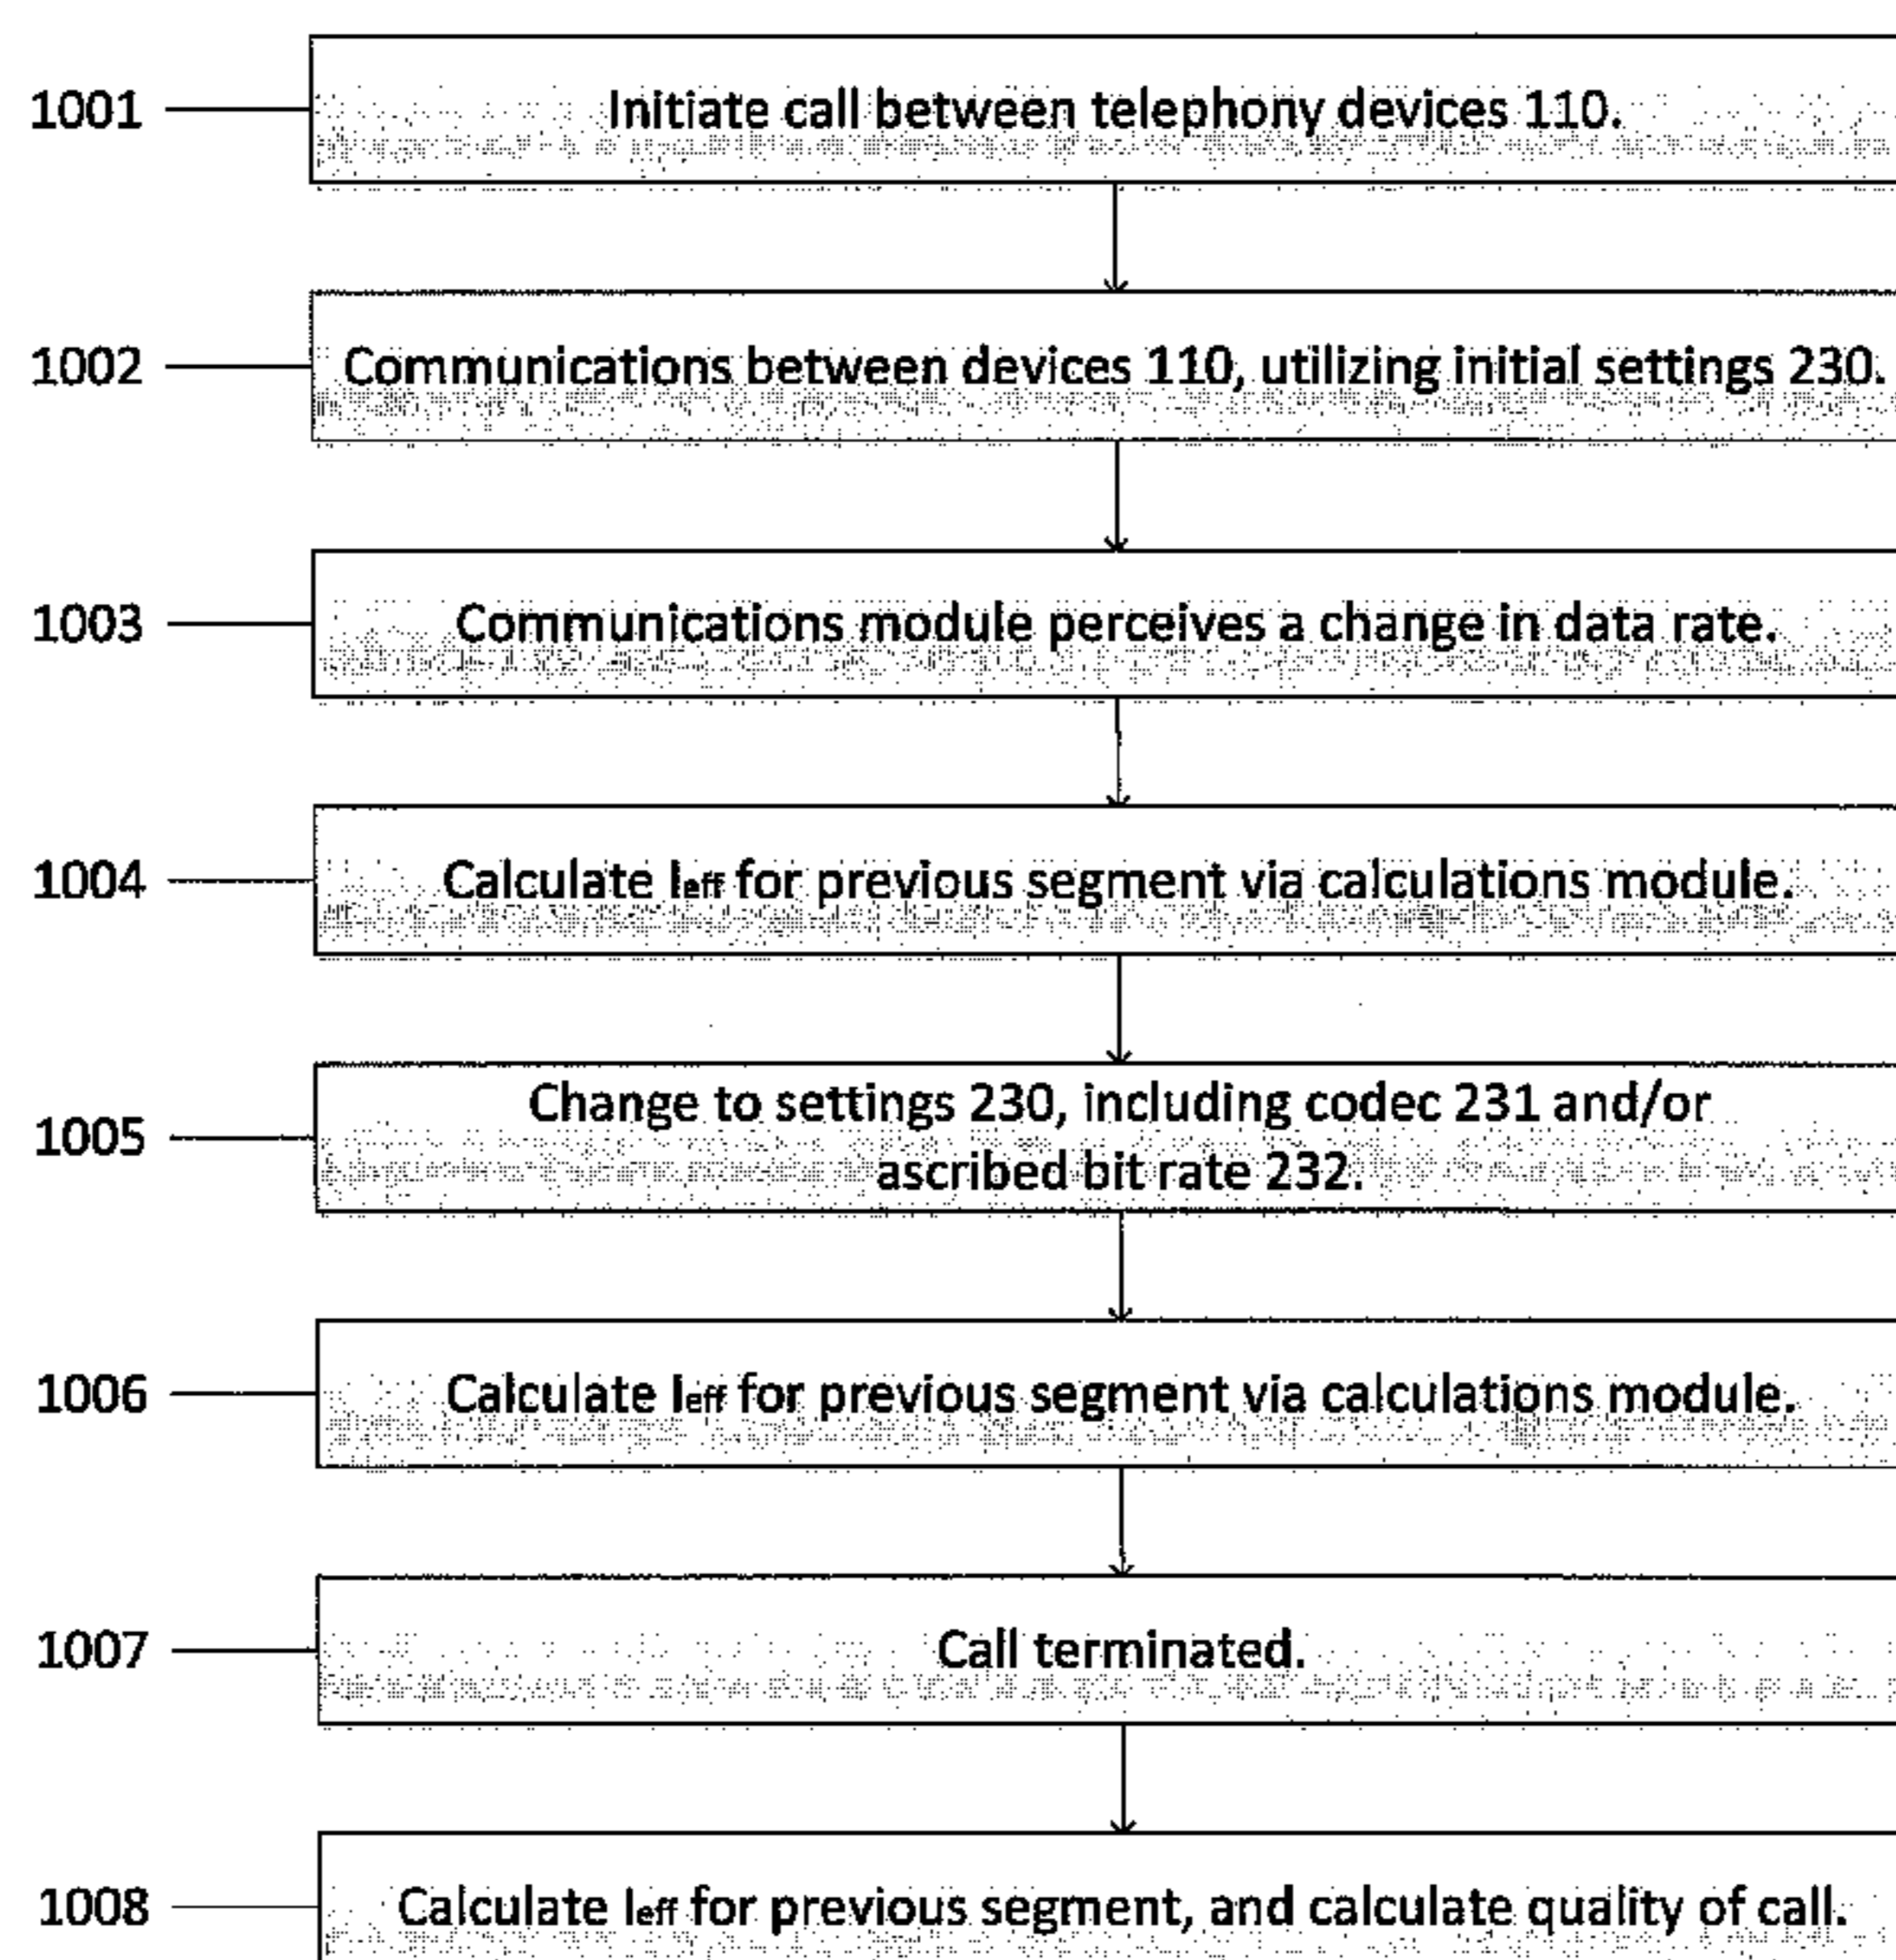 1001 Initiate call between telephony devices 110.
1002 Communications between devices 110, utilizing initial settings 230.
1003 Communications module perceives a change in data rate.
1004 Calculate Ieff for previous segment via calculations module.
1005 Change to settings 230, including codec 231 and/or
ascribed bit rate 232.
1006 Calculate Ieff for previous segment via calculations module.
1007 Call terminated.
1008 Calculate Ieff for previous segment, and calculate quality of call.